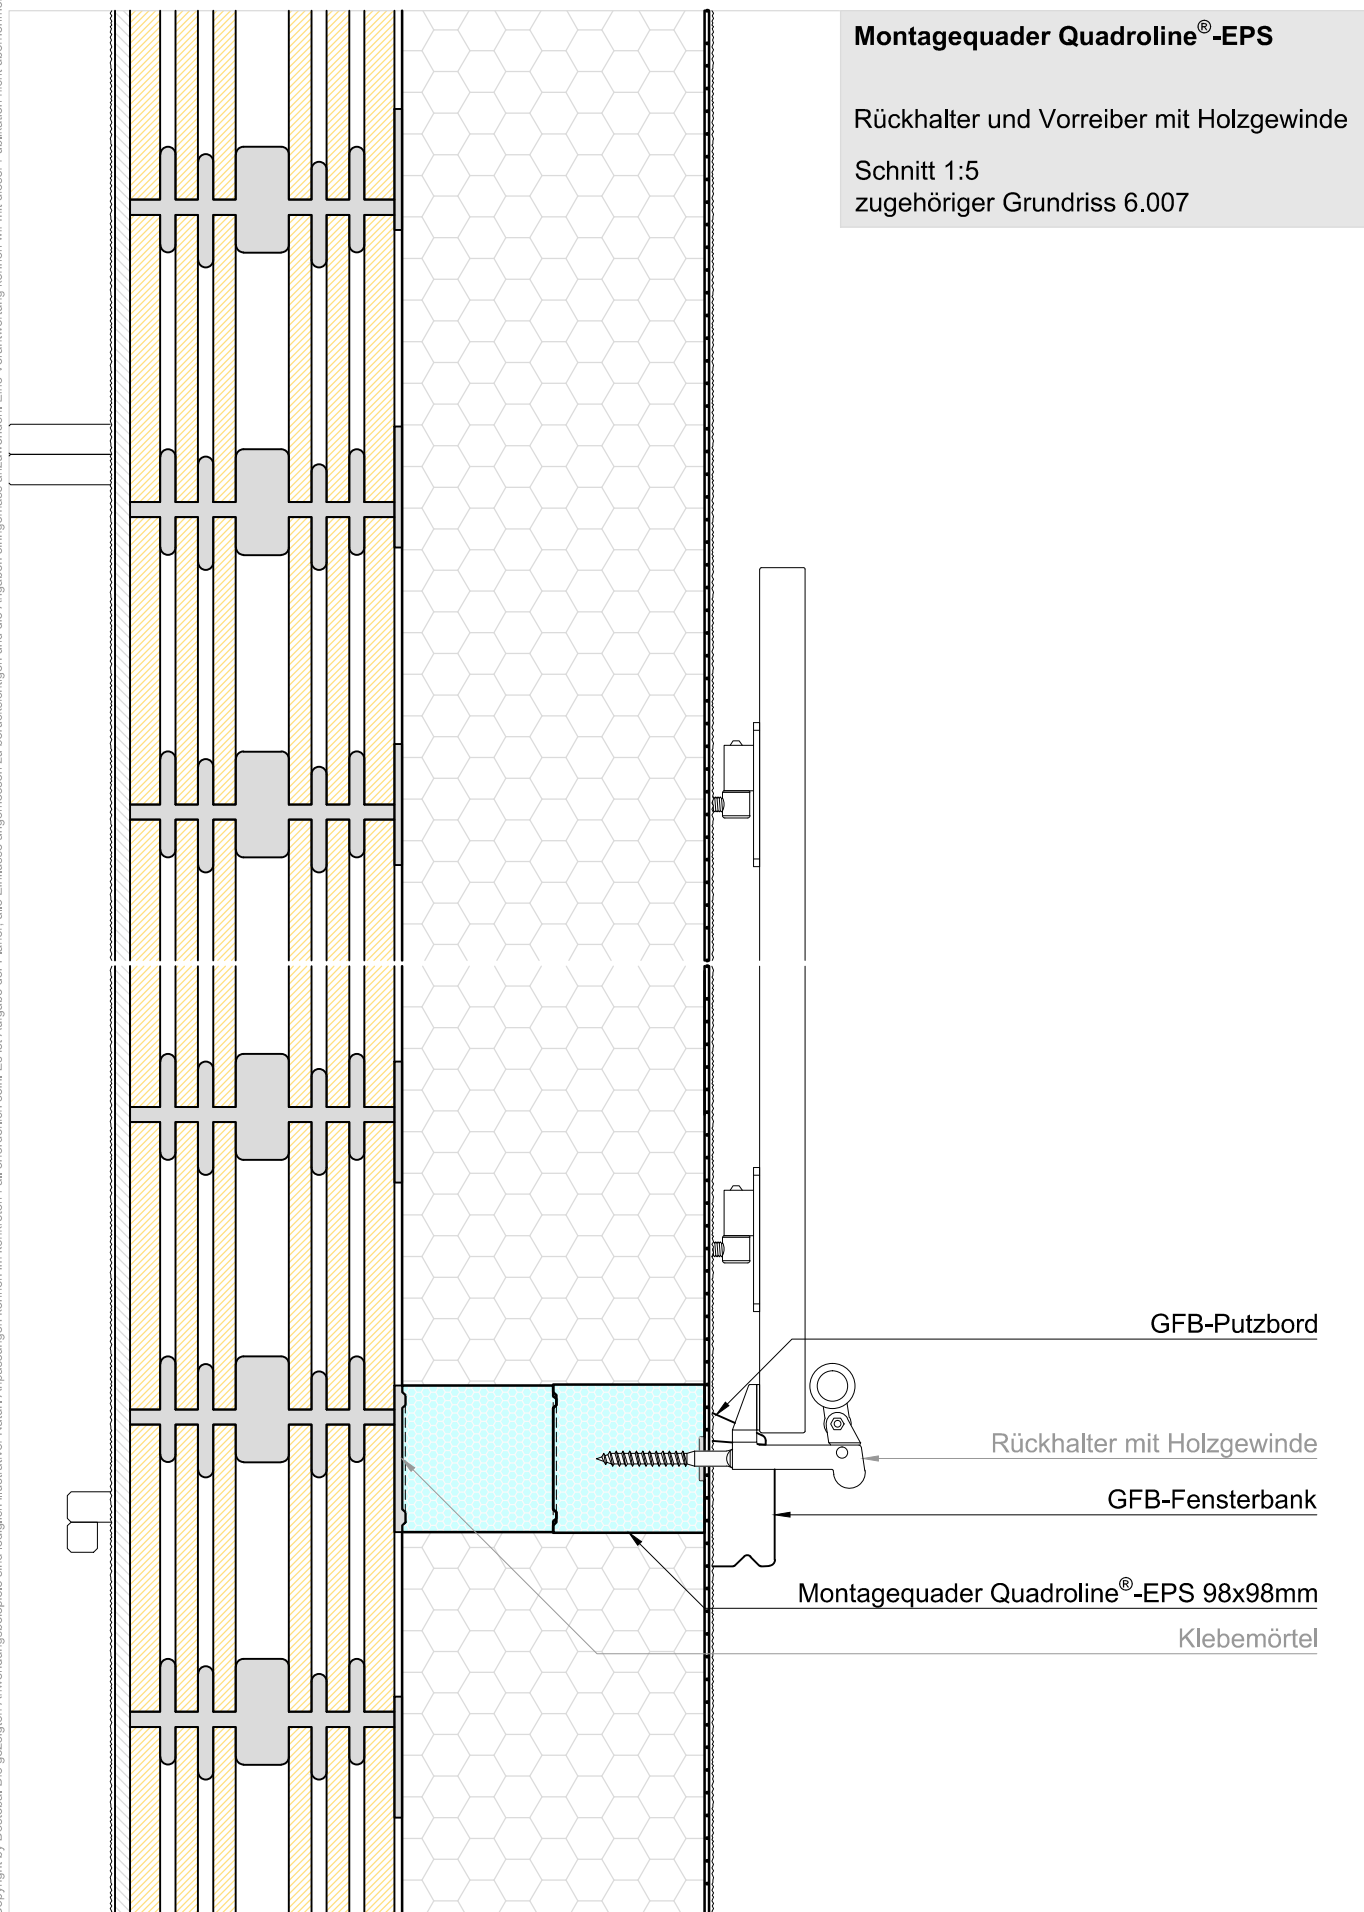 Montagequader Quadroline®-EPS
Rückhalter und Vorreiber mit Holzgewinde
Schnitt 1:5
zugehöriger Grundriss 6.007
GFB-Putzbord
Rückhalter mit Holzgewinde
GFB-Fensterbank
Montagequader Quadroline®-EPS 98x98mm
Klebemörtel